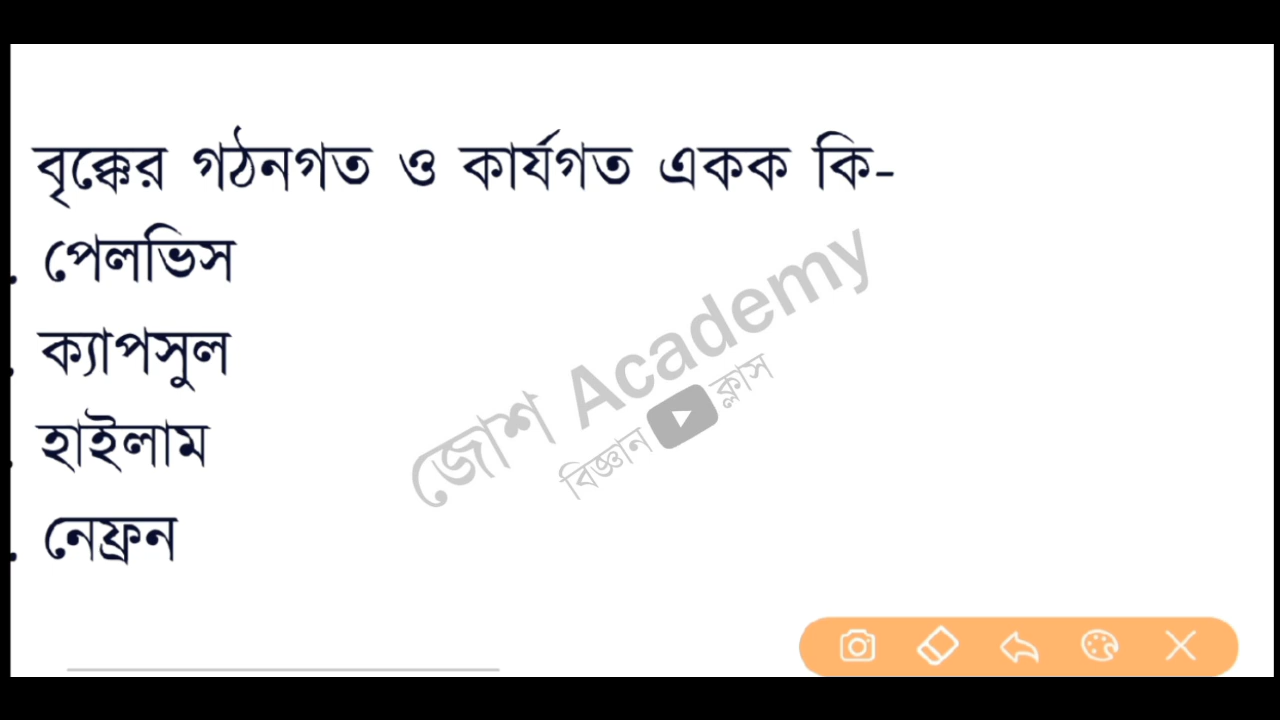 বৃক্কের গঠনগত ও কার্যগত একক কি-
. পেলভিস
. ক্যাপসুল
. হাইলাম
. নেফ্রন
জোশ Academy
বিজ্ঞান ক্লাস